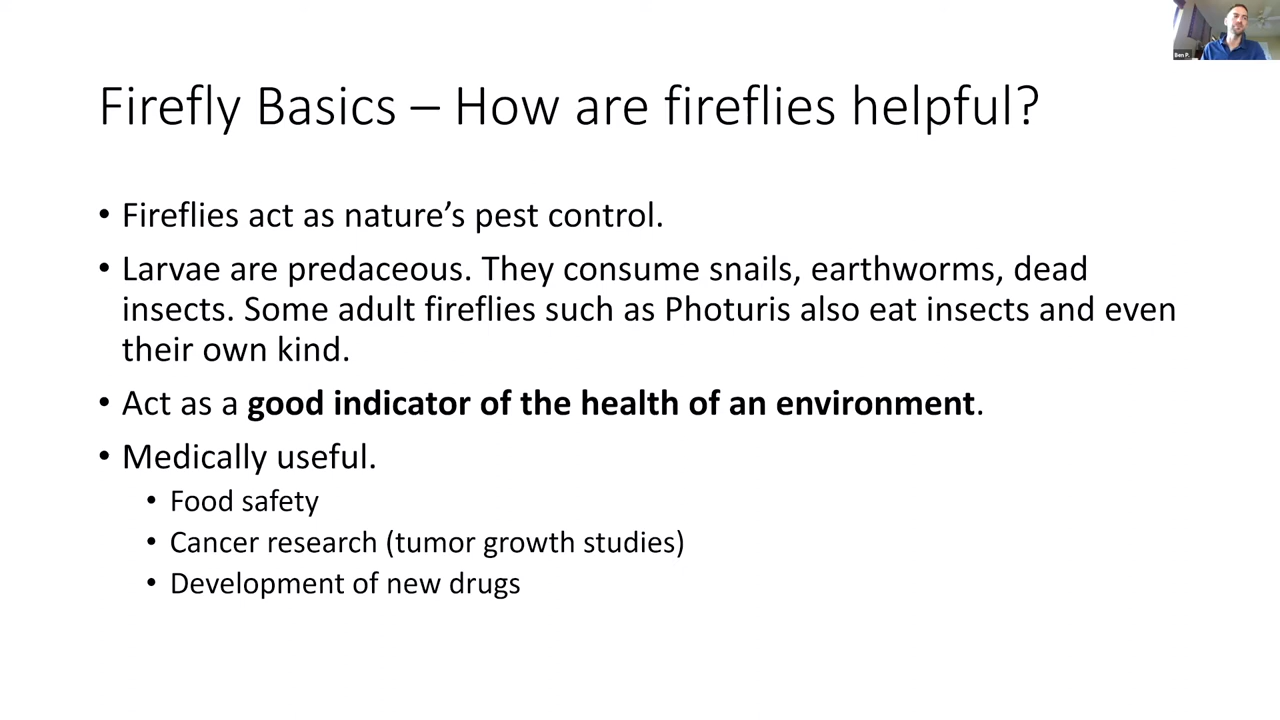 Ben P.
Firefly Basics – How are fireflies helpful?
• Fireflies act as nature’s pest control.
• Larvae are predaceous. They consume snails, earthworms, dead
insects. Some adult fireflies such as Photuris also eat insects and even
their own kind.
• Act as a good indicator of the health of an environment.
• Medically useful.
• Food safety
• Cancer research (tumor growth studies)
• Development of new drugs